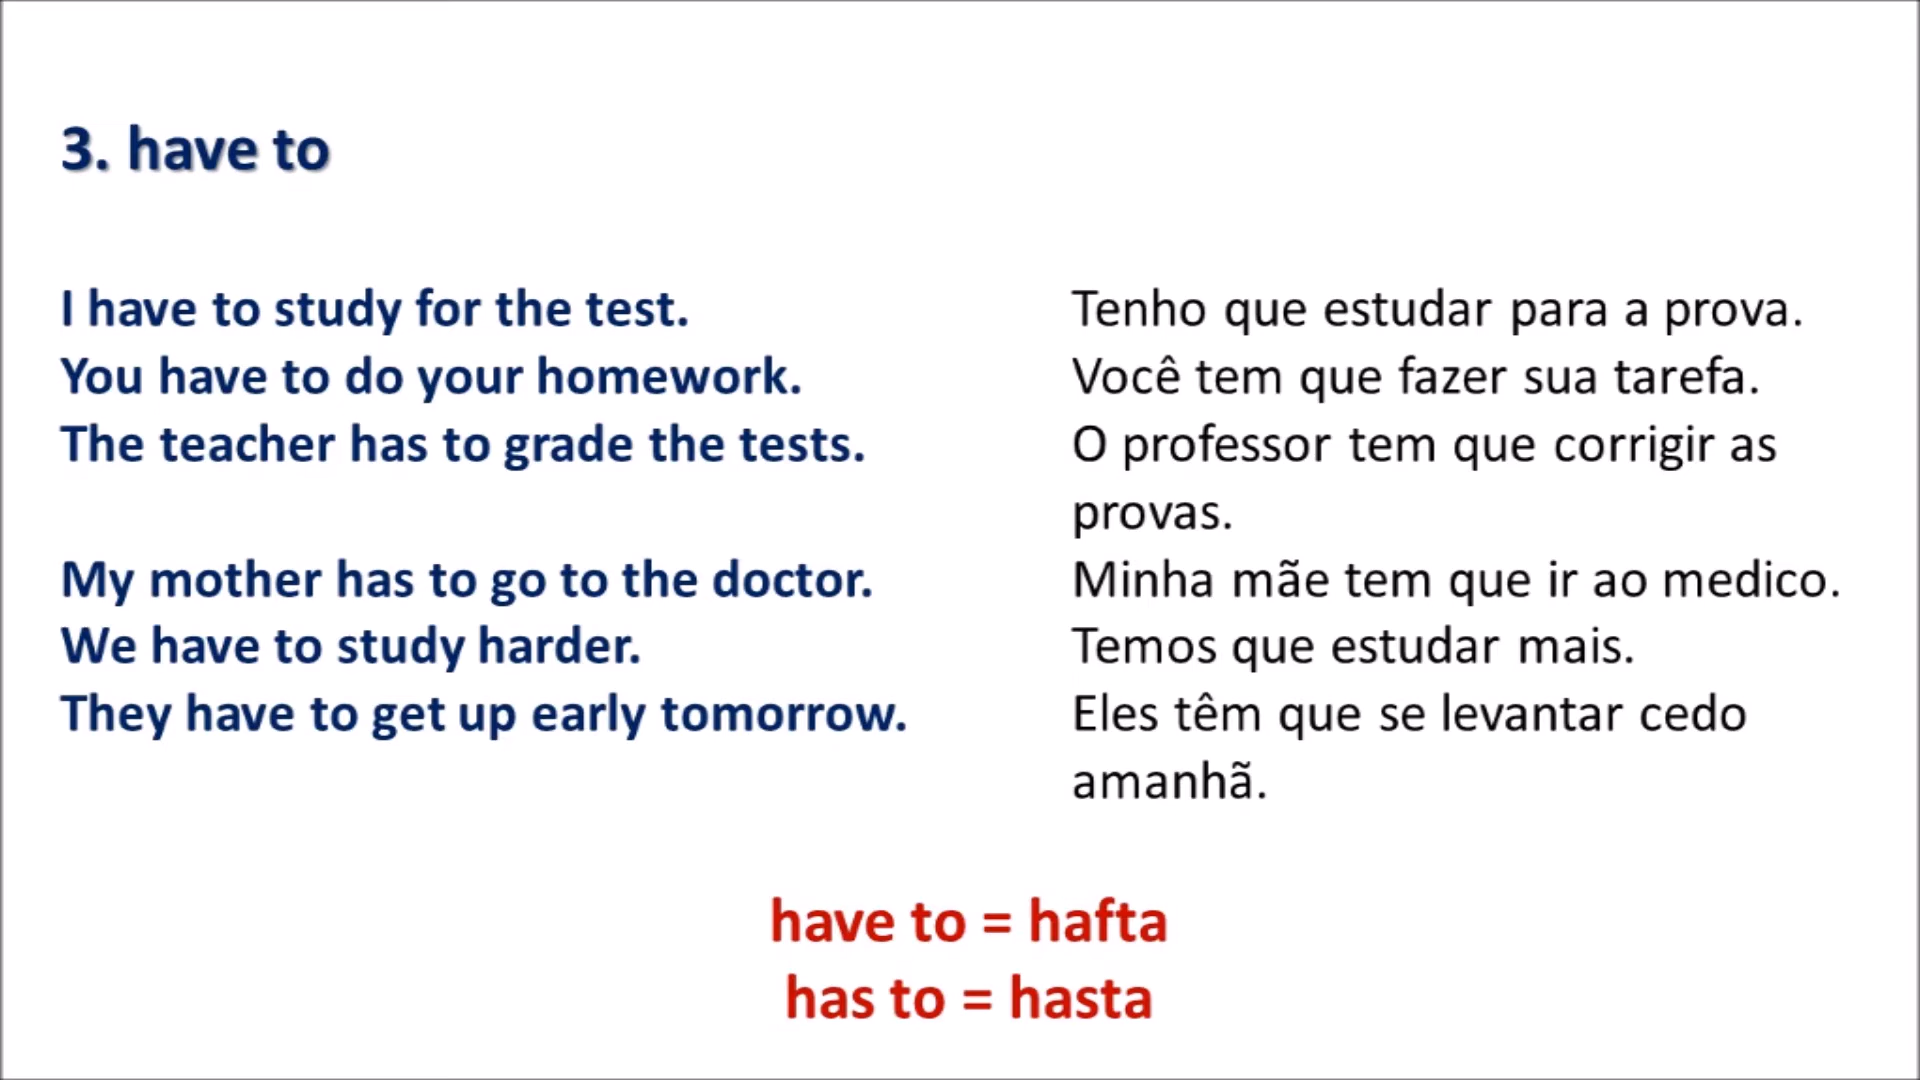 3. have to
I have to study for the test.
You have to do your homework.
The teacher has to grade the tests.
My mother has to go to the doctor.
We have to study harder.
They have to get up early tomorrow.
Tenho que estudar para a prova.
Você tem que fazer sua tarefa.
O professor tem que corrigir as
provas.
Minha mãe tem que ir ao medico.
Temos que estudar mais.
Eles têm que se levantar cedo
amanhã.
have to = hafta
has to = hasta